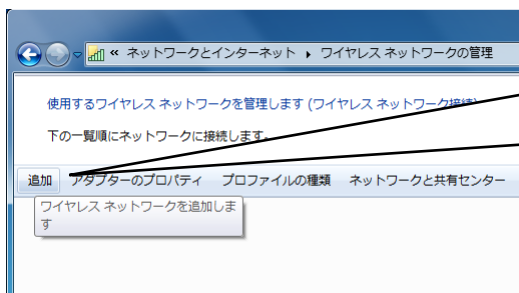 « ネットワークとインターネット ▸ ワイヤレス ネットワークの管理
使用するワイヤレス ネットワークを管理します (ワイヤレス ネットワーク接続)
下の一覧順にネットワークに接続します。
追加 アダプターのプロパティ プロファイルの種類 ネットワークと共有センター
ワイヤレス ネットワークを追加しま
す